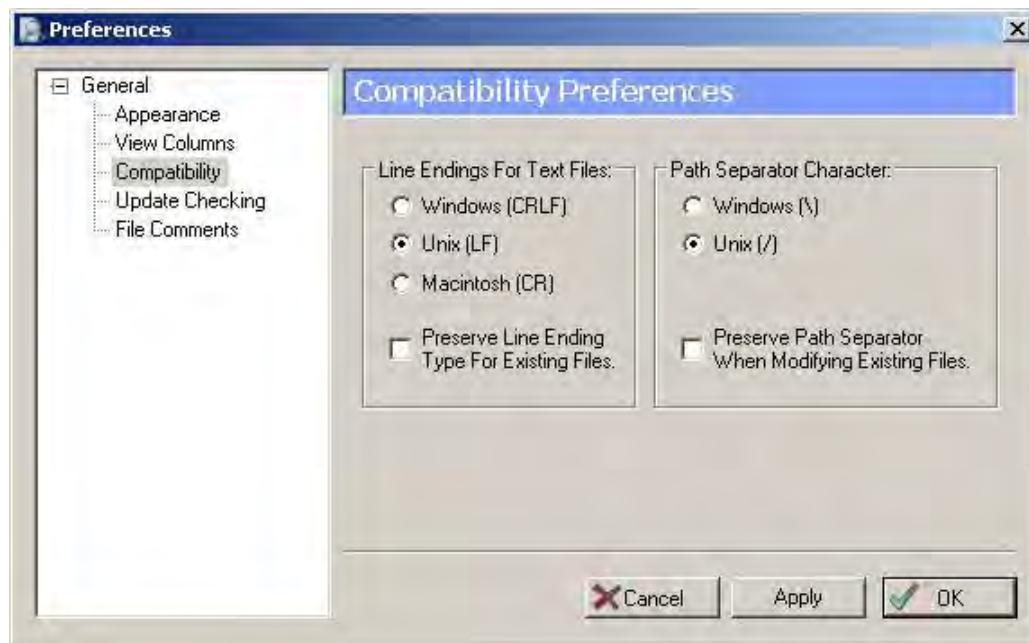 Preferences
General
Appearance
View Columns
Compatibility
Update Checking
File Comments
Compatibility Preferences
Line Endings For Text Files:
Windows (CRLF)
Unix (LF)
Macintosh (CR)
Preserve Line Ending
Type For Existing Files.
Path Separator Character:
Windows (\)
Unix (/)
Preserve Path Separator
When Modifying Existing Files.
Cancel
Apply
OK